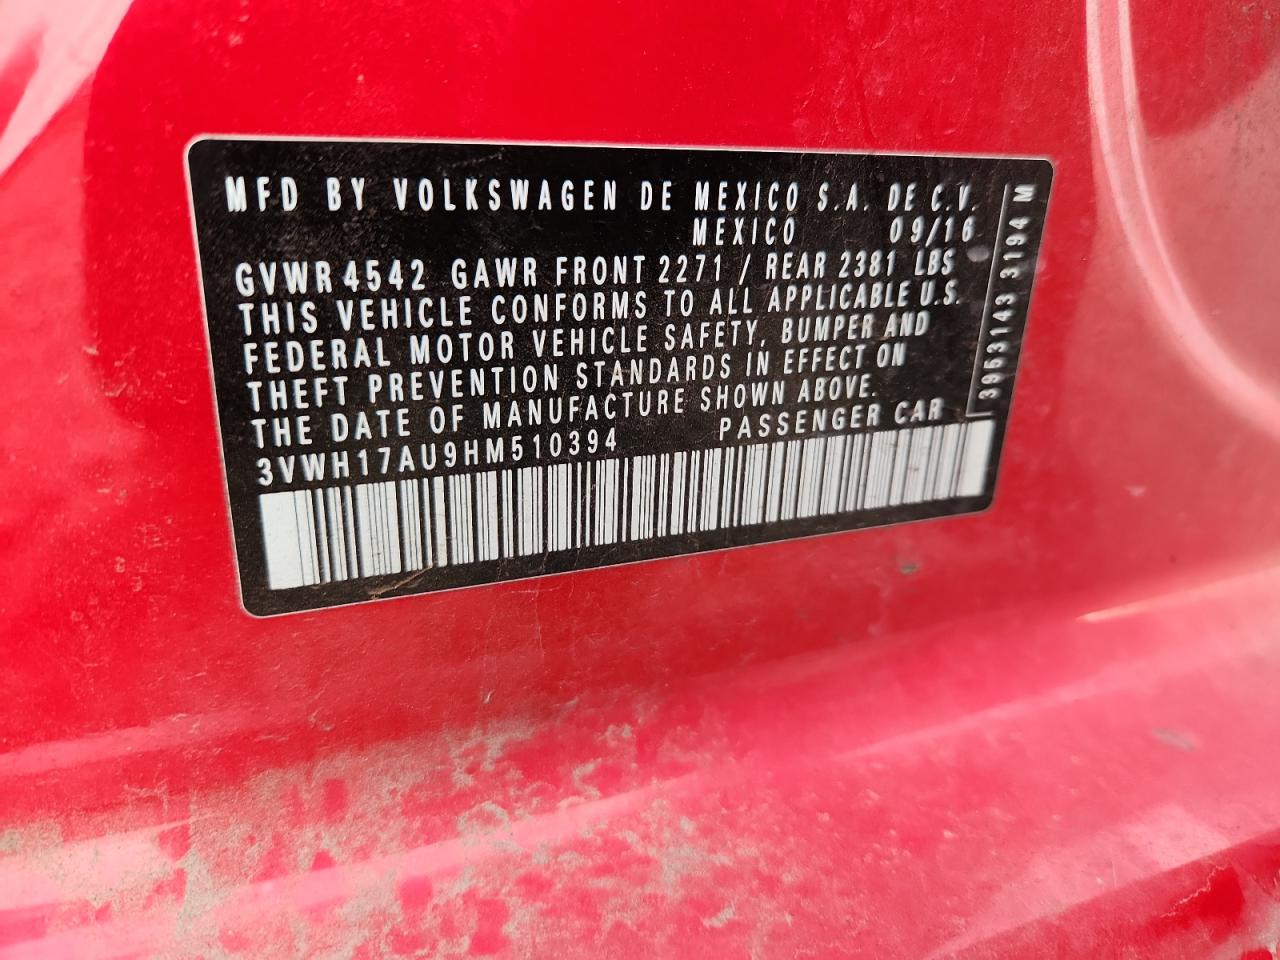 MFD BY VOLKSWAGEN DE MEXICO S.A. DE C.V.
MEXICO 09/16
GVWR 4542 GAWR FRONT 2271 / REAR 2381 LBS
THIS VEHICLE CONFORMS TO ALL APPLICABLE U.S.
FEDERAL MOTOR VEHICLE SAFETY, BUMPER AND
THEFT PREVENTION STANDARDS IN EFFECT ON
THE DATE OF MANUFACTURE SHOWN ABOVE.
3VWH17AU9HM510394 PASSENGER CAR
3953143 3194 M